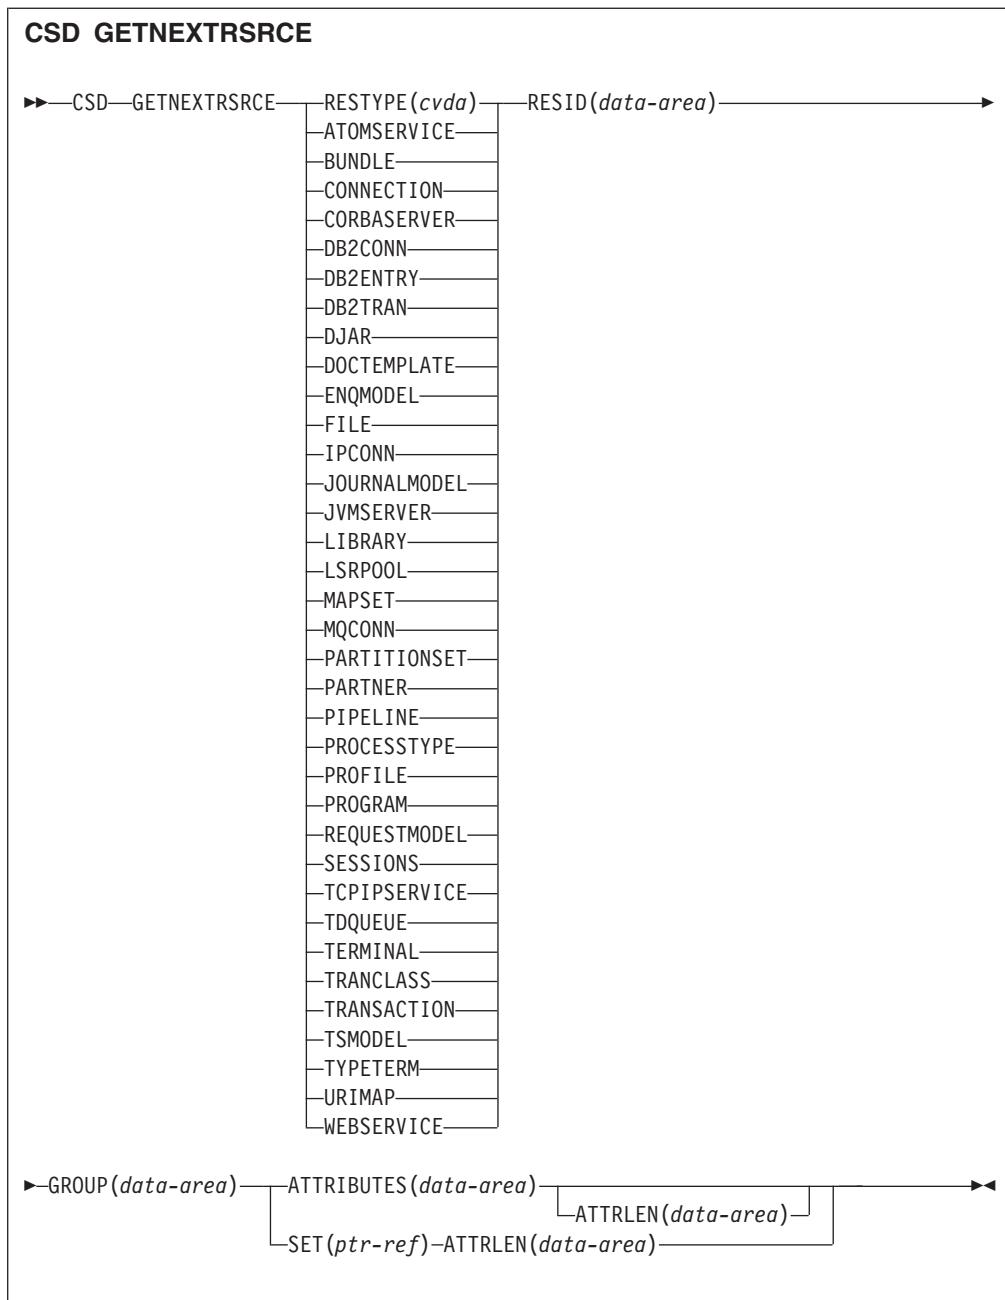 CSD GETNEXTRSRCE
CSD GETNEXTRSRCE RESTYPE(cvda) RESID(data-area)
ATOMSERVICE
BUNDLE
CONNECTION
CORBASERVER
DB2CONN
DB2ENTRY
DB2TRAN
DJAR
DOCTEMPLATE
ENQMODEL
FILE
IPCONN
JOURNALMODEL
JVMSERVER
LIBRARY
LSRPOOL
MAPSET
MQCONN
PARTITIONSET
PARTNER
PIPELINE
PROCESSTYPE
PROFILE
PROGRAM
REQUESTMODEL
SESSIONS
TCPIPSERVICE
TDQUEUE
TERMINAL
TRANCLASS
TRANSACTION
TSMODEL
TYPETERM
URIMAP
WEBSERVICE
GROUP(data-area) ATTRIBUTES(data-area)
ATTRLEN(data-area)
SET(ptr-ref) ATTRLEN(data-area)